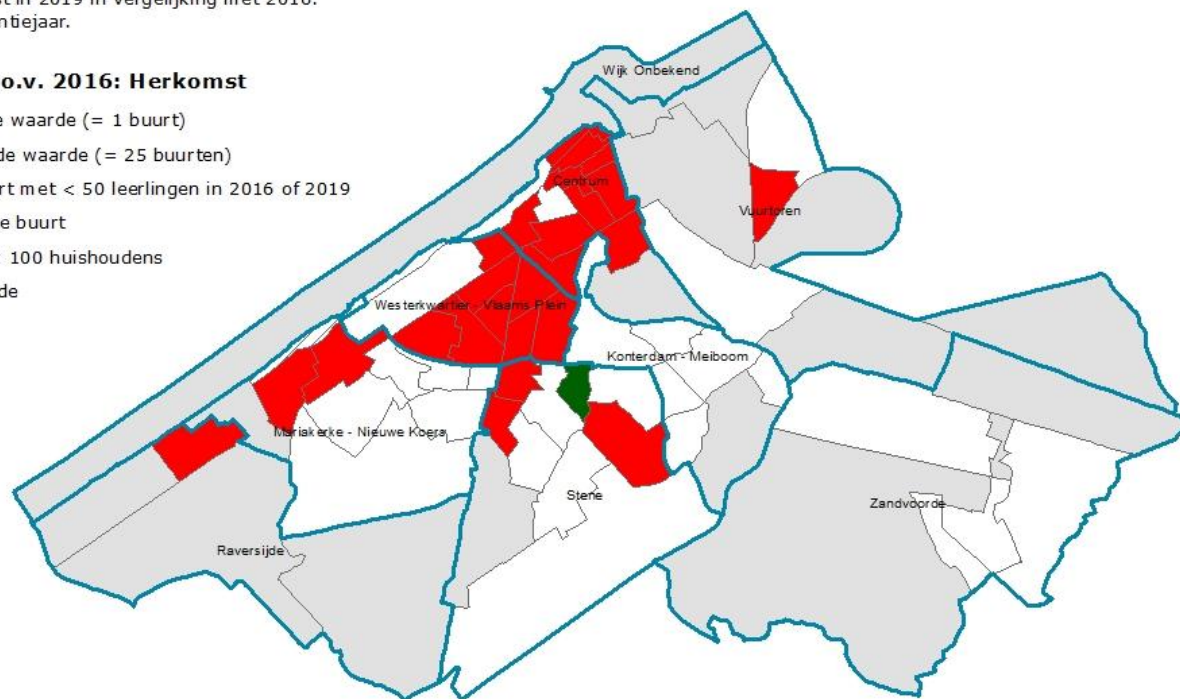 st in 2019 in vergelijking met 2016.
ntiejaar.
o.v. 2016: Herkomst
e waarde (= 1 buurt)
de waarde (= 25 buurten)
rt met < 50 leerlingen in 2016 of 2019
e buurt
100 huishoudens
de
Wijk Onbekend
Centrum
Vuurtoren
Westerkwartier - Vlaams Plein
Konterdam - Meiboom
Mariakerke - Nieuwe Koers
Stene
Zandvoorde
Raversijde